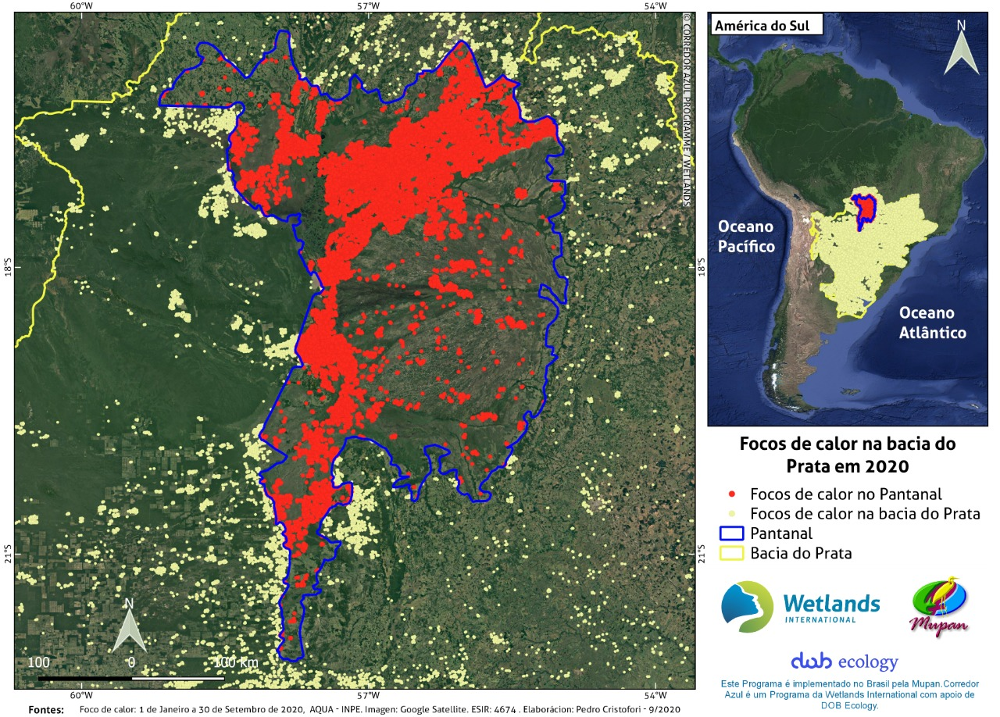 60°W
57°W
54°W
© CORREDOR AZUL PROGRAMME / WETLANDS
18°S
18°S
21°S
21°S
N
100
0
100 km
60°W
57°W
54°W
América do Sul
N
Oceano
Pacífico
Oceano
Atlântico
Focos de calor na bacia do
Prata em 2020
Focos de calor no Pantanal
Focos de calor na bacia do Prata
Pantanal
Bacia do Prata
Wetlands
INTERNATIONAL
Mupan
dob ecology
Este Programa é implementado no Brasil pela Mupan.Corredor
Azul é um Programa da Wetlands International com apoio de
DOB Ecology.
Fontes: Foco de calor: 1 de Janeiro a 30 de Setembro de 2020, AQUA - INPE. Imagen: Google Satellite. ESIR: 4674 . Elaborácion: Pedro Cristofori - 9/2020